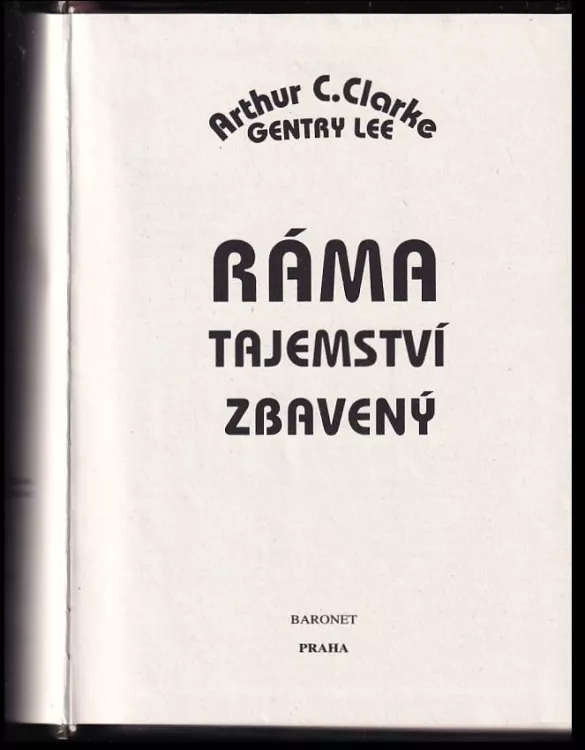 Arthur C. Clarke
GENTRY LEE
RÁMA
TAJEMSTVÍ
ZBAVENÝ
BARONET
PRAHA